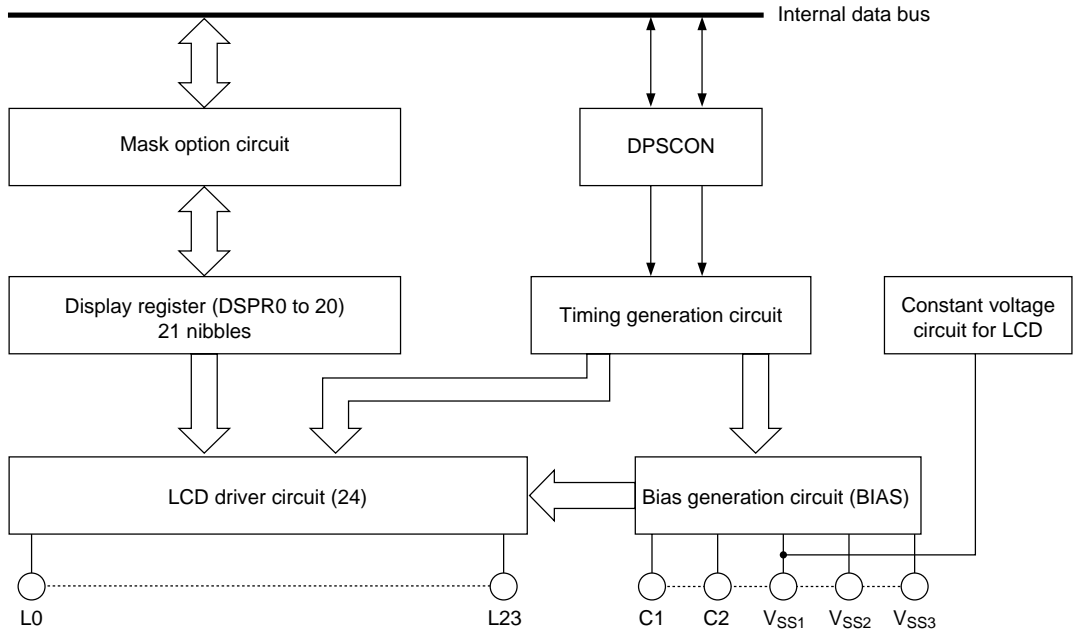 Internal data bus
Mask option circuit
DPSCON
Display register (DSPR0 to 20)
21 nibbles
Timing generation circuit
Constant voltage
circuit for LCD
LCD driver circuit (24)
Bias generation circuit (BIAS)
L0
L23
C1
C2
VSS1
VSS2
VSS3